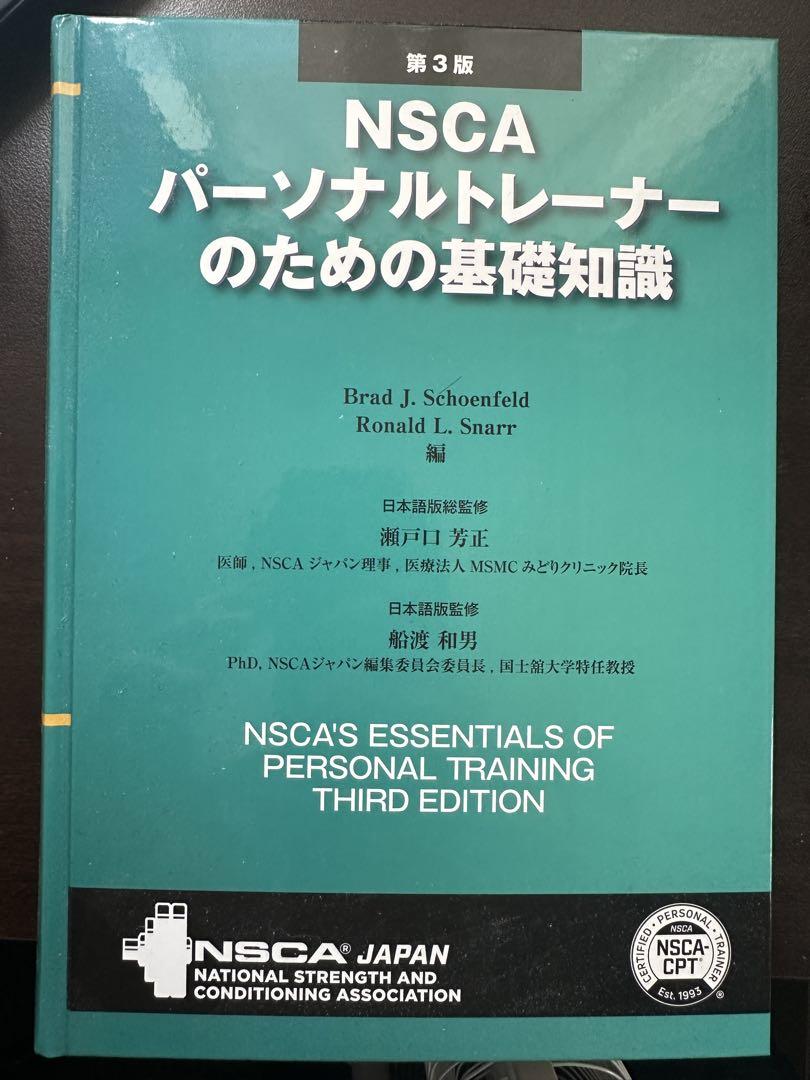 第3版
NSCA
パーソナルトレーナー
のための基礎知識
Brad J. Schoenfeld
Ronald L. Snarr
編
日本語版総監修
瀬戸口 芳正
医師, NSCA ジャパン理事, 医療法人 MSMC みどりクリニック院長
日本語版監修
船渡 和男
PhD, NSCAジャパン編集委員会委員長, 国士舘大学特任教授
NSCA'S ESSENTIALS OF
PERSONAL TRAINING
THIRD EDITION
NSCA® JAPAN
NATIONAL STRENGTH AND
CONDITIONING ASSOCIATION
CERTIFIED • PERSONAL • TRAINER
NSCA
NSCA-
CPT®
Est. 1993
®